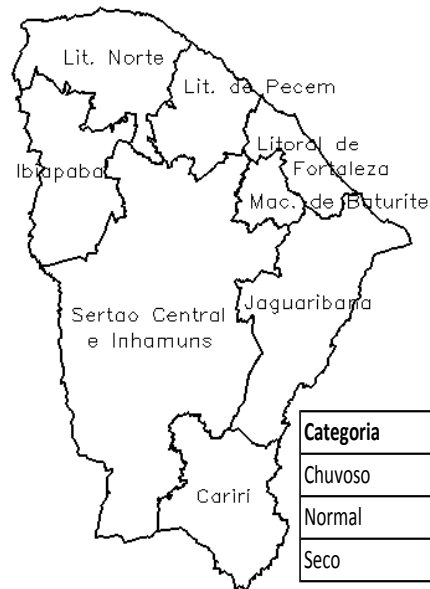 Lit. Norte
Lit. de Pecem
Litoral de
Fortaleza
Ibiapaba
Mac. de Baturite
Jaguaribana
Sertao Central
e Inhamuns
Cariri
Categoria
Chuvoso
Normal
Seco